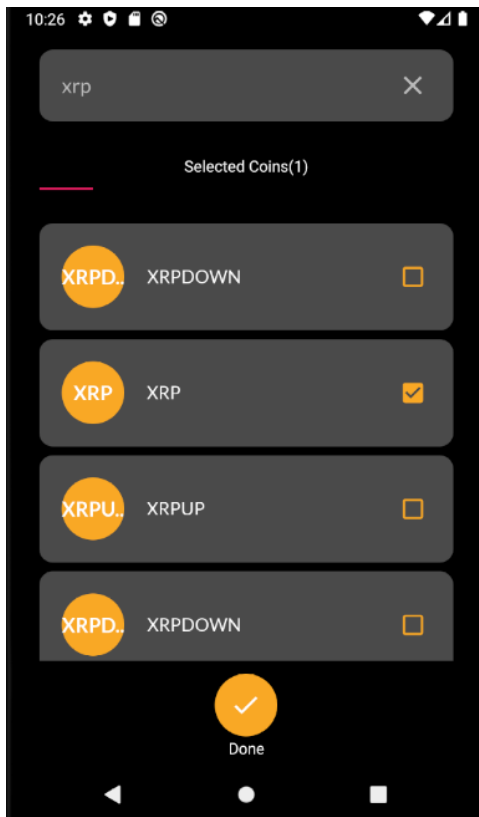 10:26
xrp
Selected Coins(1)
XRPD..
XRPDOWN
XRP
XRP
XRPU..
XRPUP
XRPD..
XRPDOWN
Done